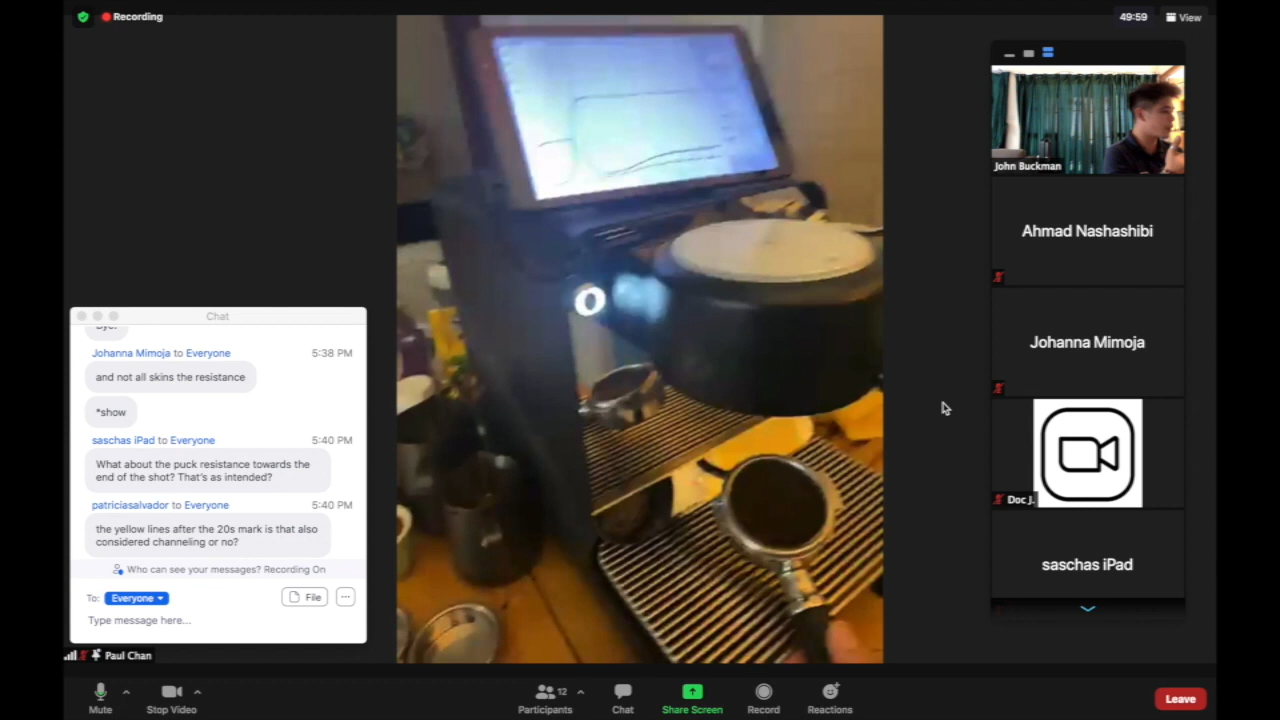 Recording
49:59
View
John Buckman
Ahmad Nashashibi
Johanna Mimoja
Doc J.
saschas iPad
Chat
Johanna Mimoja to Everyone 5:38 PM
and not all skins the resistance
*show
saschas iPad to Everyone 5:40 PM
What about the puck resistance towards the
end of the shot? That's as intended?
patriciasalvador to Everyone 5:40 PM
the yellow lines after the 20s mark is that also
considered channeling or no?
Who can see your messages? Recording On
To: Everyone
File
Type message here...
Paul Chan
Mute
Stop Video
Participants 12
Chat
Share Screen
Record
Reactions
Leave